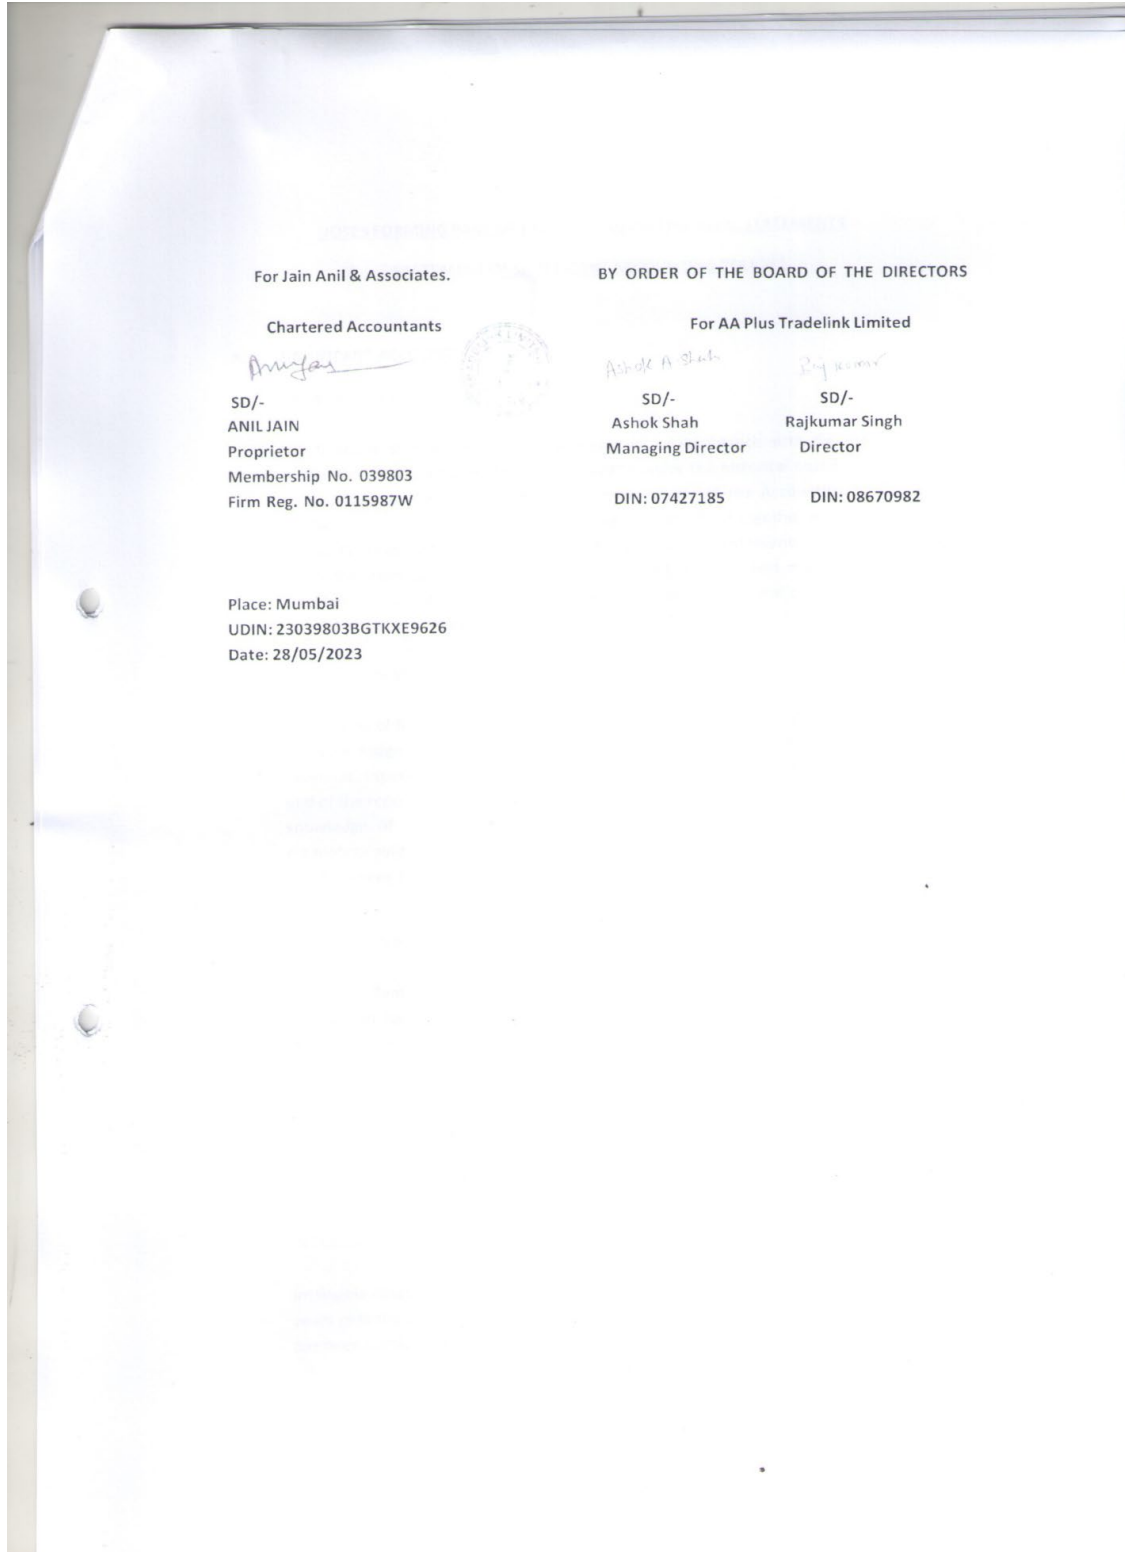 For Jain Anil & Associates.
Chartered Accountants
SD/-
ANIL JAIN
Proprietor
Membership No. 039803
Firm Reg. No. 0115987W
BY ORDER OF THE BOARD OF THE DIRECTORS
For AA Plus Tradelink Limited
Ashok A Shah
Rajkumar
SD/-
SD/-
Ashok Shah
Rajkumar Singh
Managing Director
Director
DIN: 07427185
DIN: 08670982
Place: Mumbai
UDIN: 23039803BGTKXE9626
Date: 28/05/2023